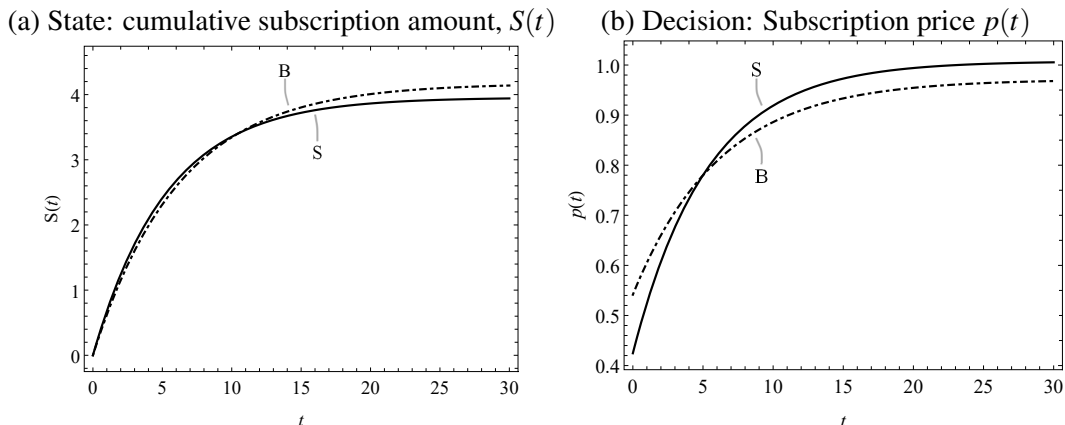 (a) State: cumulative subscription amount, S(t)
B
S
S(t)
4
3
2
1
0
0 5 10 15 20 25 30
t
(b) Decision: Subscription price p(t)
S
B
p(t)
1.0
0.9
0.8
0.7
0.6
0.5
0.4
0 5 10 15 20 25 30
t